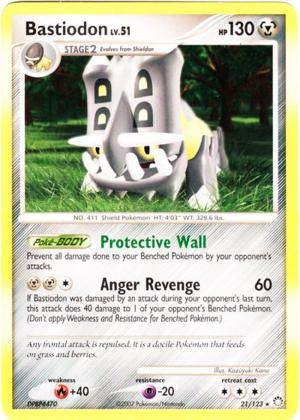 Bastiodon LV.51
HP 130
STAGE 2 Evolves from Shieldon
NO. 411 Shield Pokémon HT: 4'03" WT: 329.6 lbs.
Poké-BODY Protective Wall
Prevent all damage done to your Benched Pokémon by your opponent's
attacks.
Anger Revenge 60
If Bastiodon was damaged by an attack during your opponent's last turn,
this attack does 40 damage to 1 of your opponent's Benched Pokémon.
(Don't apply Weakness and Resistance for Benched Pokémon.)
Any frontal attack is repulsed. It is a docile Pokémon that feeds
on grass and berries.
Illus. Kazuyuki Kano
weakness resistance retreat cost
+40 -20
©2007 Pokémon/Nintendo
21/123